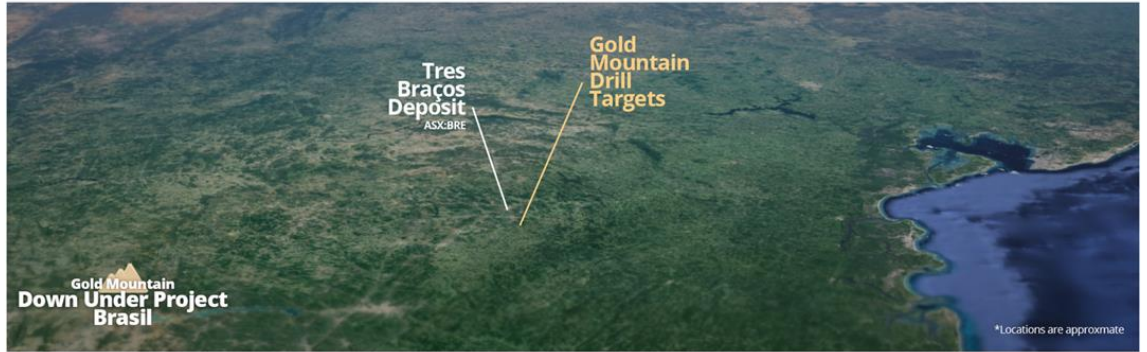 Tres
Braços
Deposit
ASX:BRE
Gold
Mountain
Drill
Targets
Gold Mountain
Down Under Project
Brasil
*Locations are approxmate